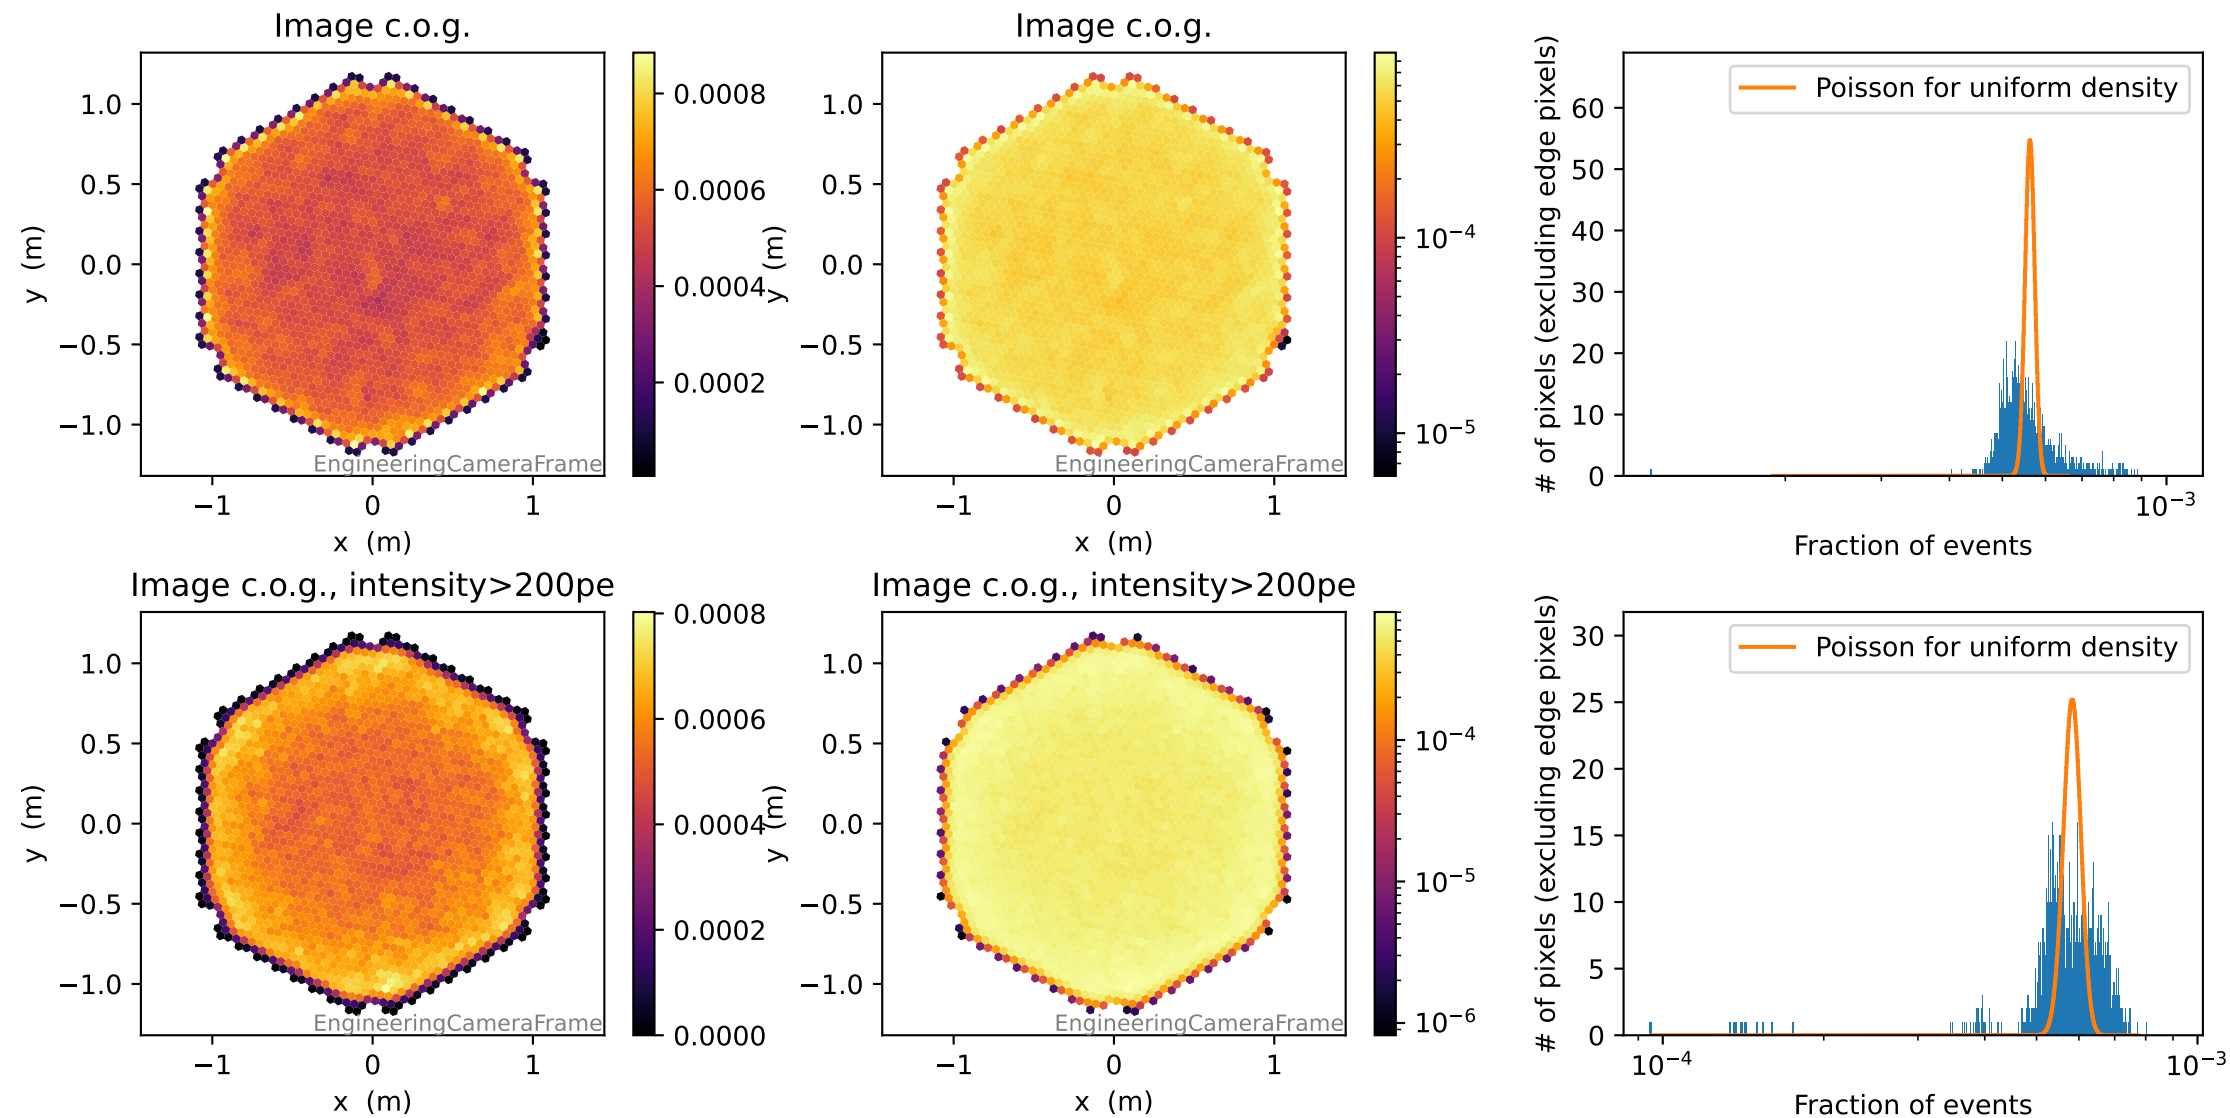 Image c.o.g.
y (m)
1.0
0.5
0.0
−0.5
−1.0
−1
0
1
x (m)
EngineeringCameraFrame
0.0008
0.0006
0.0004
0.0002
Image c.o.g.
y (m)
1.0
0.5
0.0
−0.5
−1.0
−1
0
1
x (m)
EngineeringCameraFrame
10−4
10−5
# of pixels (excluding edge pixels)
60
50
40
30
20
10
0
Poisson for uniform density
10−3
Fraction of events
Image c.o.g., intensity>200pe
y (m)
1.0
0.5
0.0
−0.5
−1.0
−1
0
1
x (m)
EngineeringCameraFrame
0.0008
0.0006
0.0004
0.0002
0.0000
Image c.o.g., intensity>200pe
y (m)
1.0
0.5
0.0
−0.5
−1.0
−1
0
1
x (m)
EngineeringCameraFrame
10−4
10−5
10−6
# of pixels (excluding edge pixels)
30
25
20
15
10
5
0
Poisson for uniform density
10−4
10−3
Fraction of events